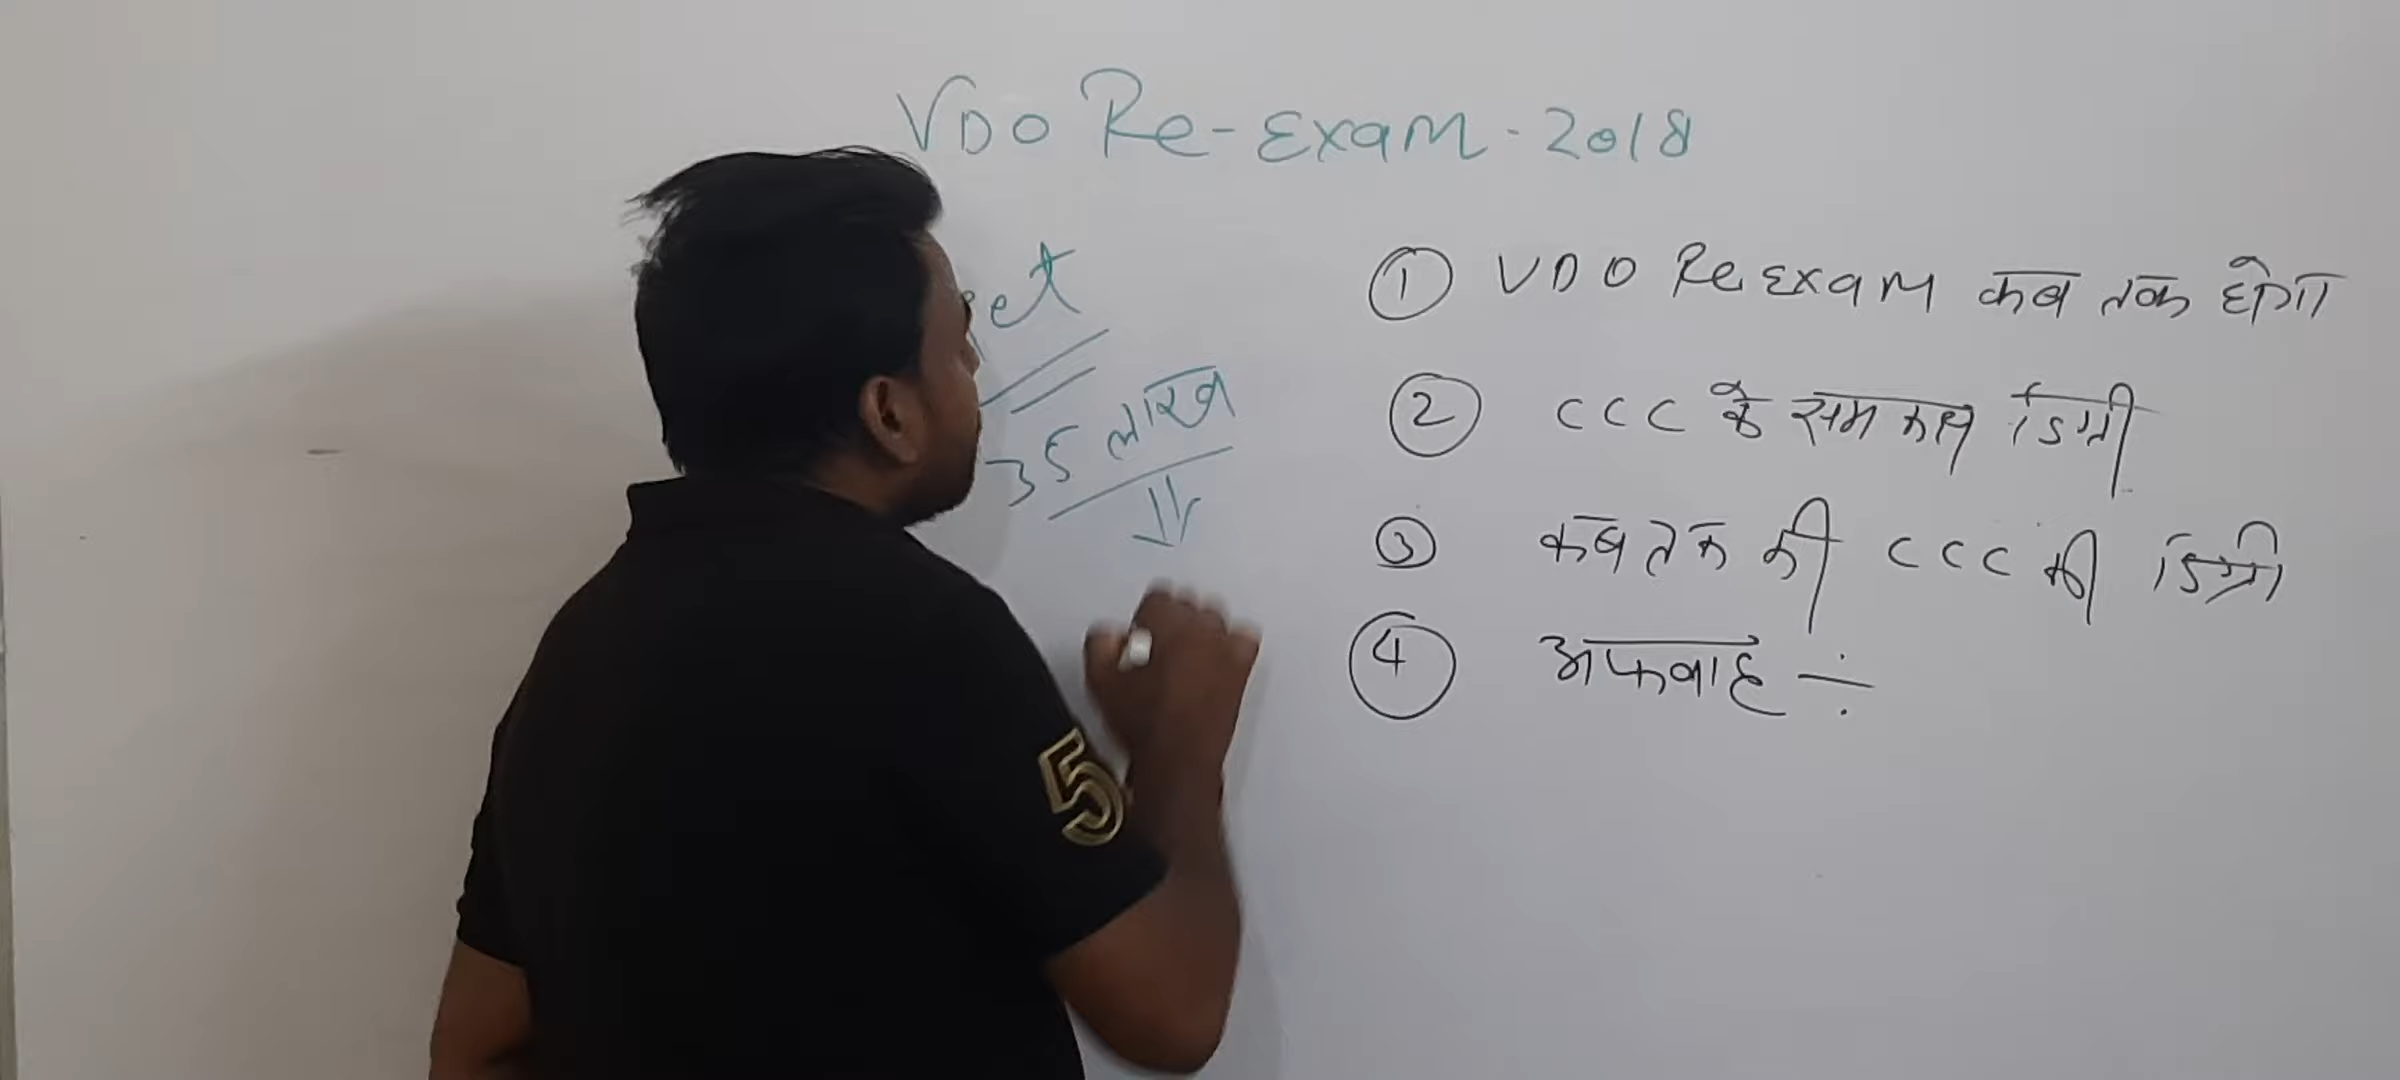 VDO Re-Exam-2018
35 लाख
① VDO Re Exam कब तक होगा
② CCC के समकक्ष डिग्री
③ कब तक की CCC की डिग्री
④ अफवाह ÷
5